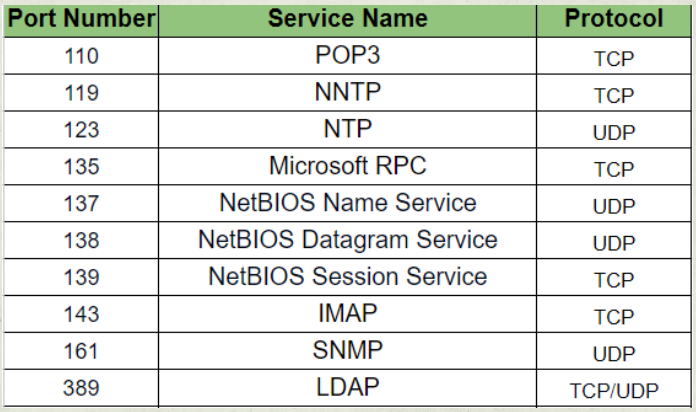 Port Number Service Name Protocol
110 POP3 TCP
119 NNTP TCP
123 NTP UDP
135 Microsoft RPC TCP
137 NetBIOS Name Service UDP
138 NetBIOS Datagram Service UDP
139 NetBIOS Session Service TCP
143 IMAP TCP
161 SNMP UDP
389 LDAP TCP/UDP